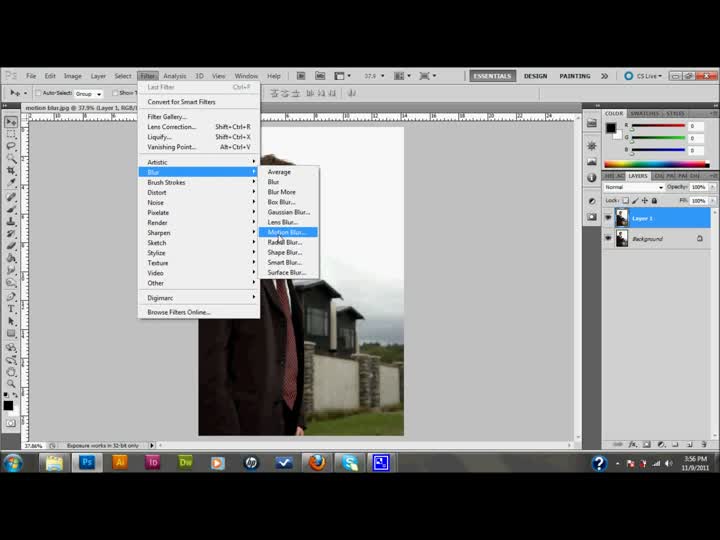 Ps File Edit Image Layer Select Filter Analysis 3D View Window Help 37.9 ESSENTIALS DESIGN PAINTING CS Live
Auto-Select: Group Show T
motion blur.jpg @ 37.9% (Layer 1, RGB/
Last Filter Ctrl+F
Convert for Smart Filters
Filter Gallery...
Lens Correction... Shift+Ctrl+R
Liquify... Shift+Ctrl+X
Vanishing Point... Alt+Ctrl+V
Artistic
Blur
Brush Strokes
Distort
Noise
Pixelate
Render
Sharpen
Sketch
Stylize
Texture
Video
Other
Digimarc
Browse Filters Online...
Average
Blur
Blur More
Box Blur...
Gaussian Blur...
Lens Blur...
Motion Blur...
Radial Blur...
Shape Blur...
Smart Blur...
Surface Blur...
COLOR SWATCHES STYLES
R 0
G 0
B 0
LAYERS CH PA
Normal Opacity: 100%
Lock: Fill: 100%
Layer 1
Background
37.86% Exposure works in 32-bit only
Ps Ai Id Dw hp
3:56 PM
11/9/2011